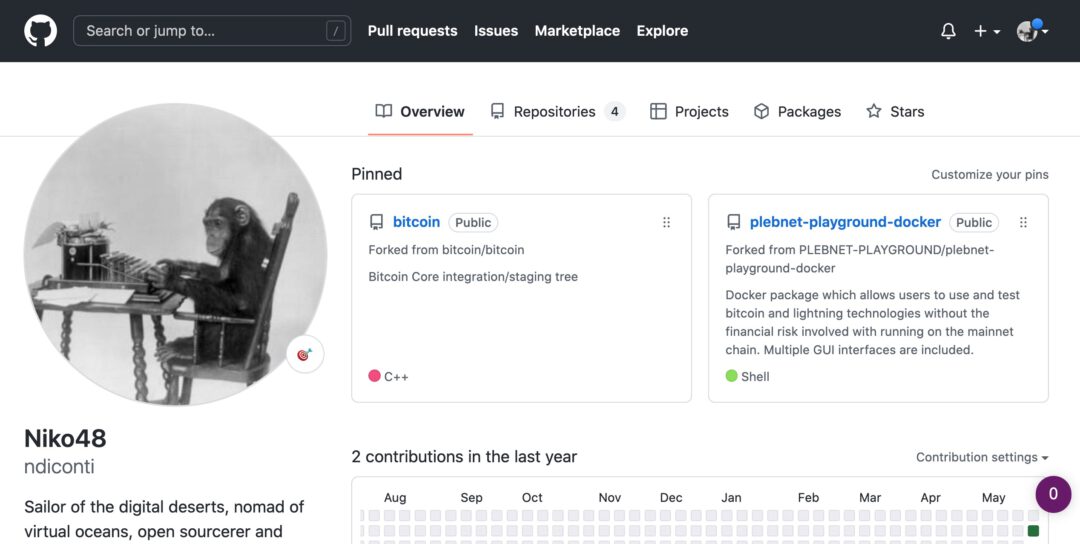 Search or jump to... /
Pull requests Issues Marketplace Explore
Overview Repositories 4 Projects Packages Stars
Pinned
Customize your pins
bitcoin Public
Forked from bitcoin/bitcoin
Bitcoin Core integration/staging tree
C++
plebnet-playground-docker Public
Forked from PLEBNET-PLAYGROUND/plebnet-
playground-docker
Docker package which allows users to use and test
bitcoin and lightning technologies without the
financial risk involved with running on the mainnet
chain. Multiple GUI interfaces are included.
Shell
Niko48
ndiconti
Sailor of the digital deserts, nomad of
virtual oceans, open sourcerer and
2 contributions in the last year
Contribution settings
Aug Sep Oct Nov Dec Jan Feb Mar Apr May
0